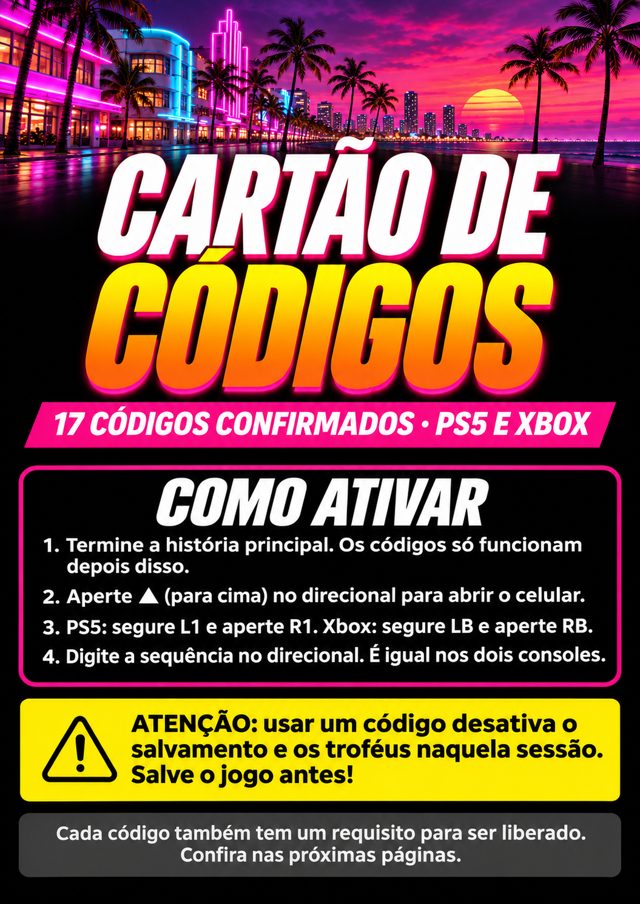 CARTÃO DE
CÓDIGOS
17 CÓDIGOS CONFIRMADOS · PS5 E XBOX
COMO ATIVAR
1. Termine a história principal. Os códigos só funcionam
depois disso.
2. Aperte ▲ (para cima) no direcional para abrir o celular.
3. PS5: segure L1 e aperte R1. Xbox: segure LB e aperte RB.
4. Digite a sequência no direcional. É igual nos dois consoles.
ATENÇÃO: usar um código desativa o
salvamento e os troféus naquela sessão.
Salve o jogo antes!
Cada código também tem um requisito para ser liberado.
Confira nas próximas páginas.